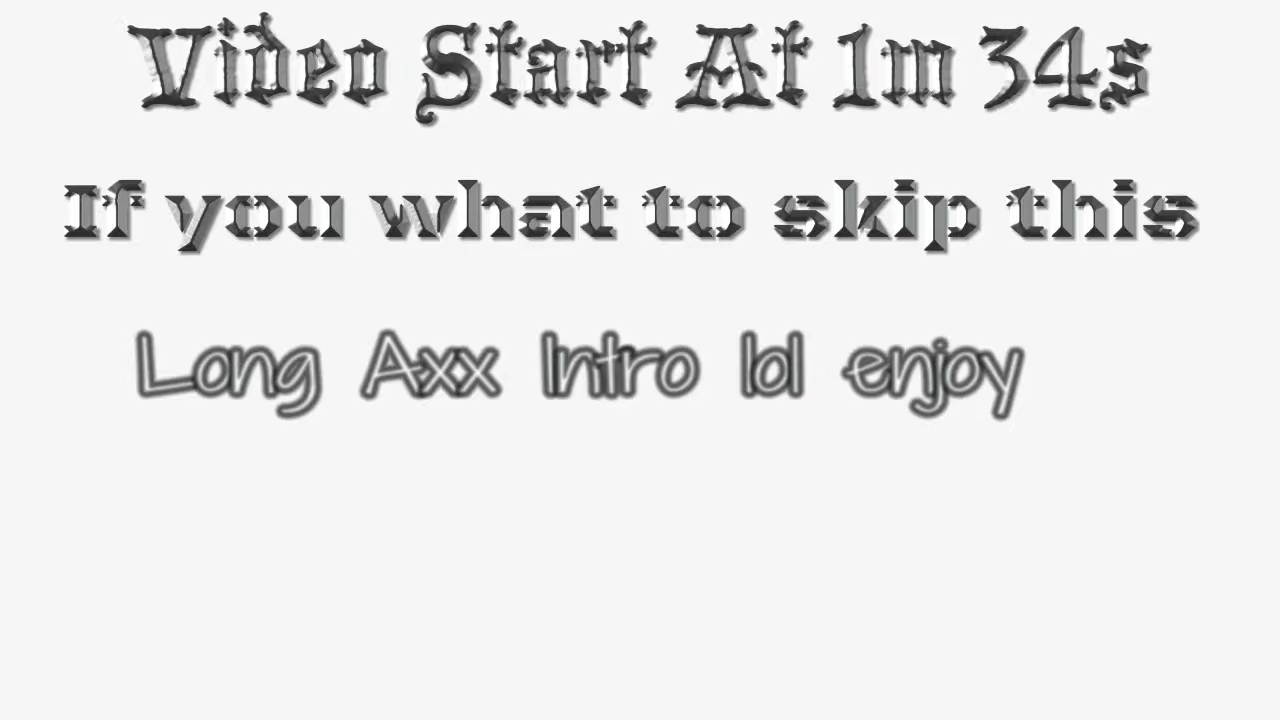 Video Start At 1m 34s
If you what to skip this
Long Axx Intro lol enjoy